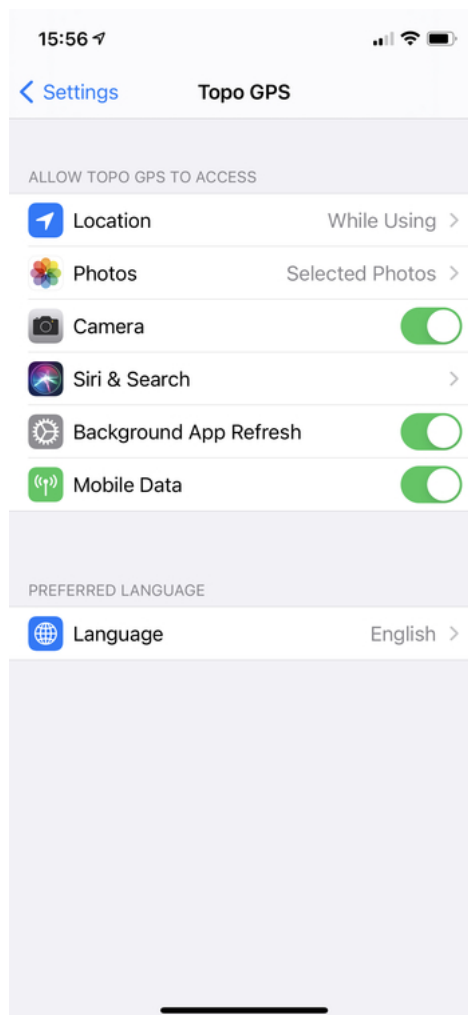 15:56
Settings Topo GPS
ALLOW TOPO GPS TO ACCESS
Location While Using
Photos Selected Photos
Camera
Siri & Search
Background App Refresh
Mobile Data
PREFERRED LANGUAGE
Language English